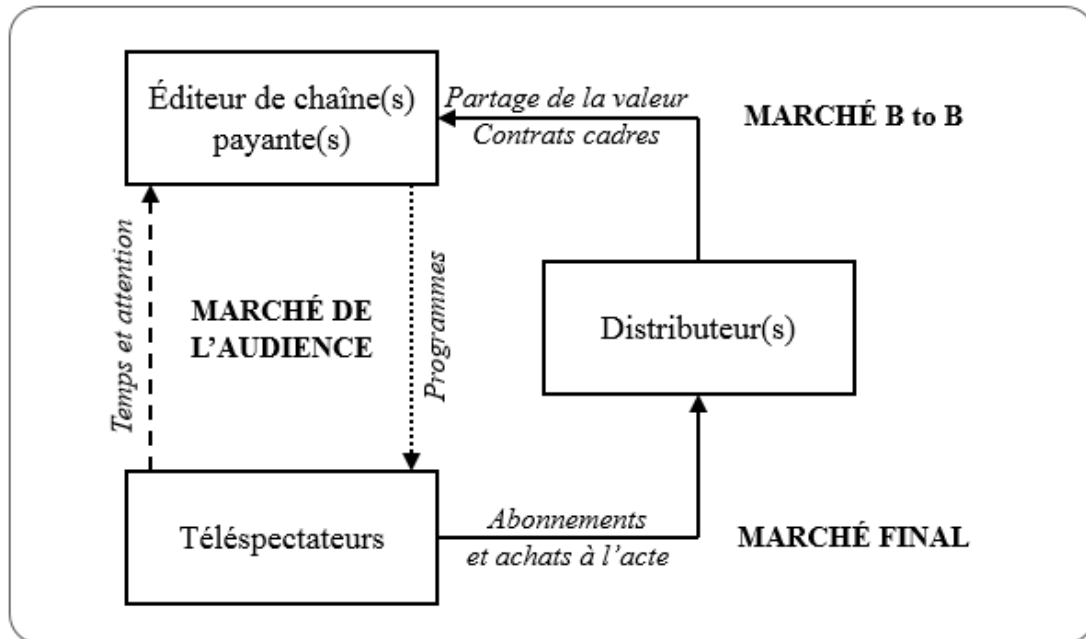 Éditeur de chaîne(s)
payante(s)
Partage de la valeur
Contrats cadres
MARCHÉ B to B
Temps et attention
MARCHÉ DE
L’AUDIENCE
Programmes
Distributeur(s)
Téléspectateurs
Abonnements
et achats à l’acte
MARCHÉ FINAL